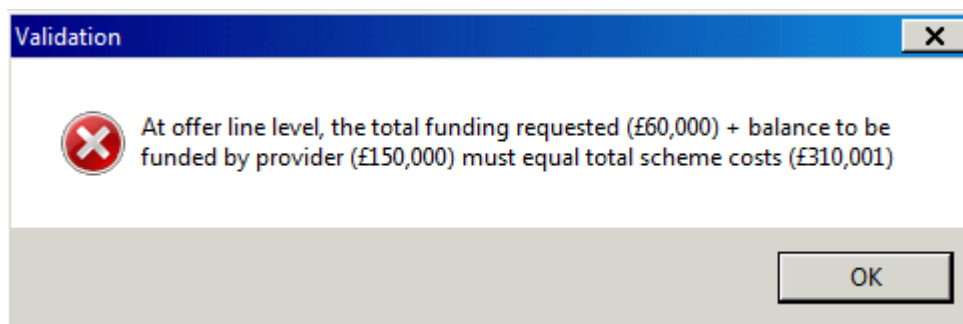 Validation
At offer line level, the total funding requested (£60,000) + balance to be
funded by provider (£150,000) must equal total scheme costs (£310,001)
OK